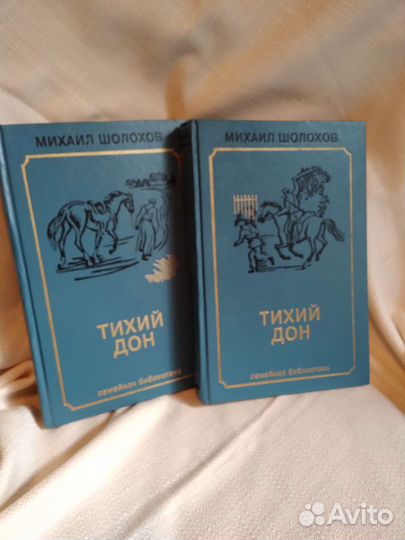 МИХАИЛ ШОЛОХОВ
ТИХИЙ
ДОН
семейная библиотека
МИХАИЛ ШОЛОХОВ
ТИХИЙ
ДОН
семейная библиотека
Avito